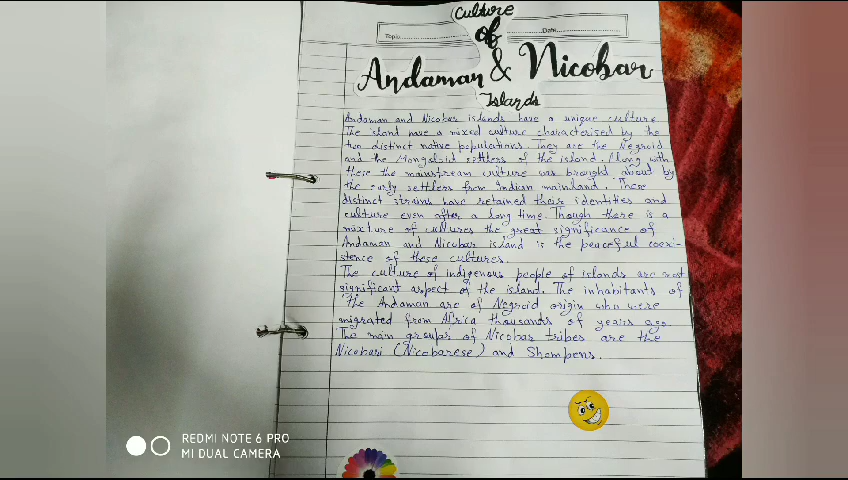 Culture
of
Topic
Date
Andaman & Nicobar
Islands
Andaman and Nicobar islands have a unique culture.
The island have a mixed culture characterised by the
two distinct native populations. They are the Negroid
and the Mongoloid settlers of the island. Along with
these the mainstream culture was brought about by
the early settlers from Indian mainland. These
distinct strains have retained their identities and
culture even after a long time. Though there is a
mixture of cultures the great significance of
Andaman and Nicobar island is the peaceful coexi-
stence of these cultures.
The culture of indigenous people of islands are most
significant aspect of the island. The inhabitants of
the Andaman are of Negroid origin who were
migrated from Africa thousands of years ago.
The main groups of Nicobar tribes are the
Nicobari (Nicobarese) and Shompens.
REDMI NOTE 6 PRO
MI DUAL CAMERA